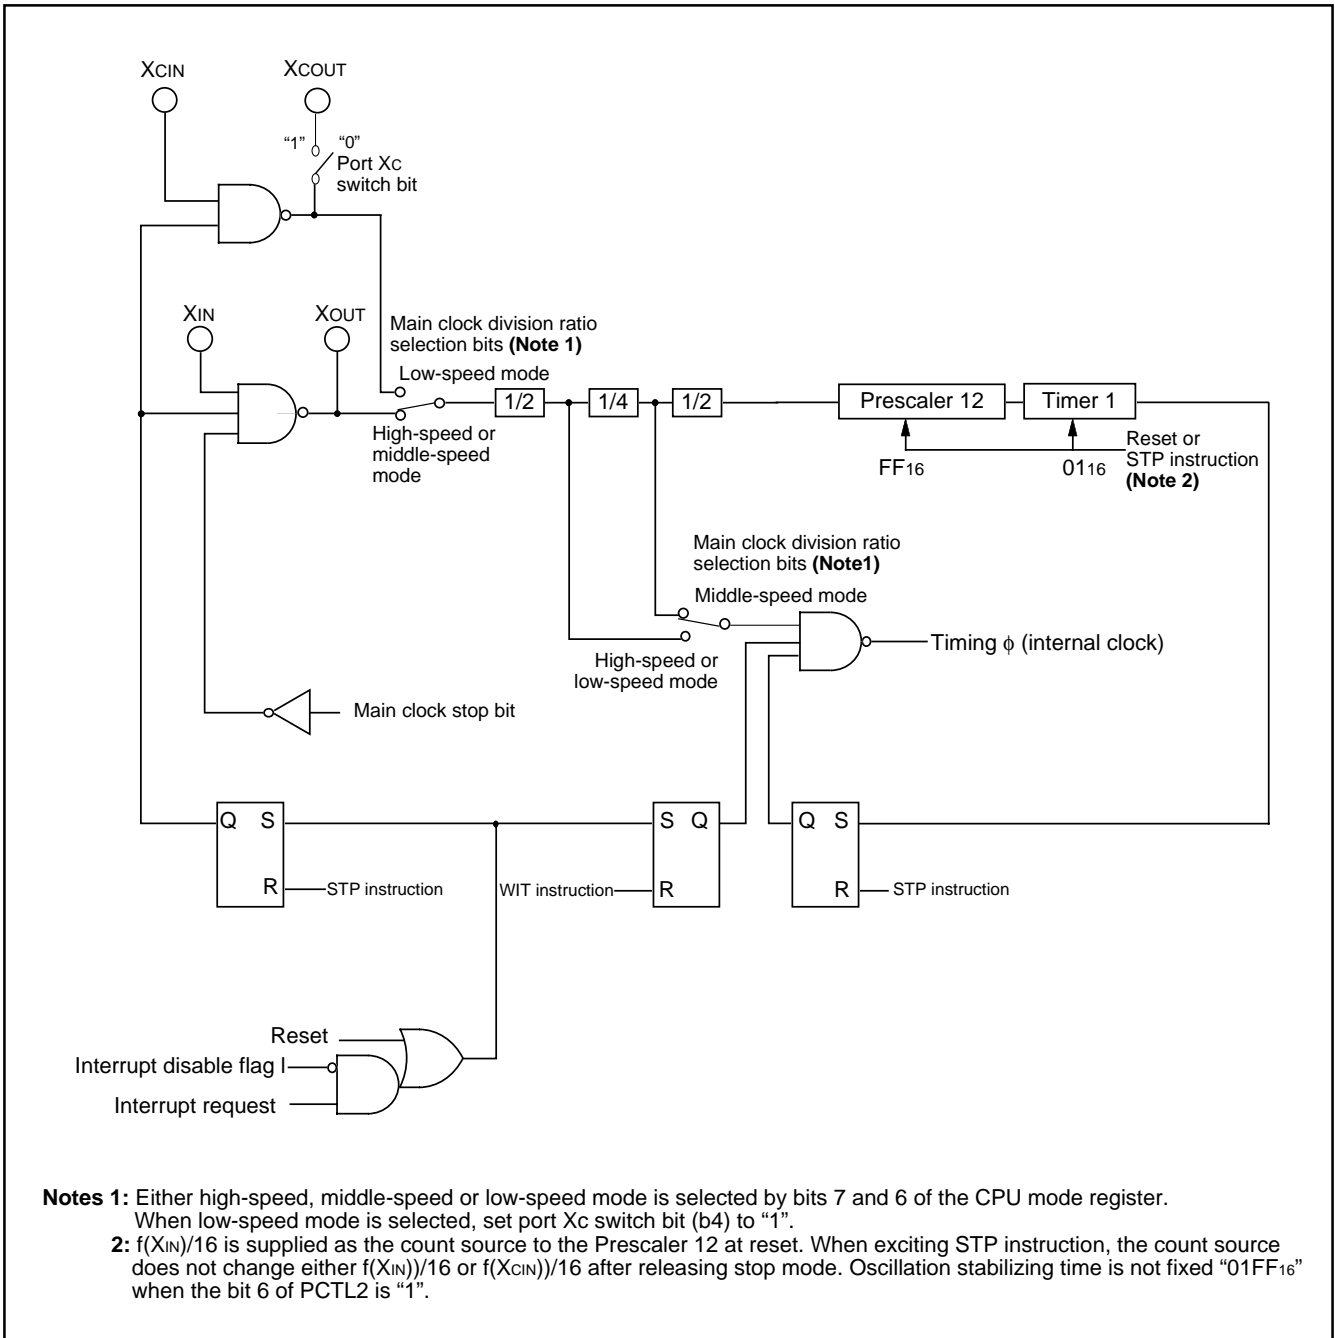 XCIN
XCOUT
“1”
“0”
Port XC
switch bit
XIN
XOUT
Main clock division ratio
selection bits (Note 1)
Low-speed mode
1/2
1/4
1/2
Prescaler 12
Timer 1
High-speed or
middle-speed
mode
FF16
0116
Reset or
STP instruction
(Note 2)
Main clock division ratio
selection bits (Note1)
Middle-speed mode
Timing ϕ (internal clock)
High-speed or
low-speed mode
Main clock stop bit
Q S
S Q
Q S
R
STP instruction
WIT instruction
R
R
STP instruction
Reset
Interrupt disable flag I
Interrupt request
Notes 1: Either high-speed, middle-speed or low-speed mode is selected by bits 7 and 6 of the CPU mode register.
When low-speed mode is selected, set port Xc switch bit (b4) to “1”.
2: f(XIN)/16 is supplied as the count source to the Prescaler 12 at reset. When exciting STP instruction, the count source
does not change either f(XIN))/16 or f(XCIN))/16 after releasing stop mode. Oscillation stabilizing time is not fixed “01FF16”
when the bit 6 of PCTL2 is “1”.